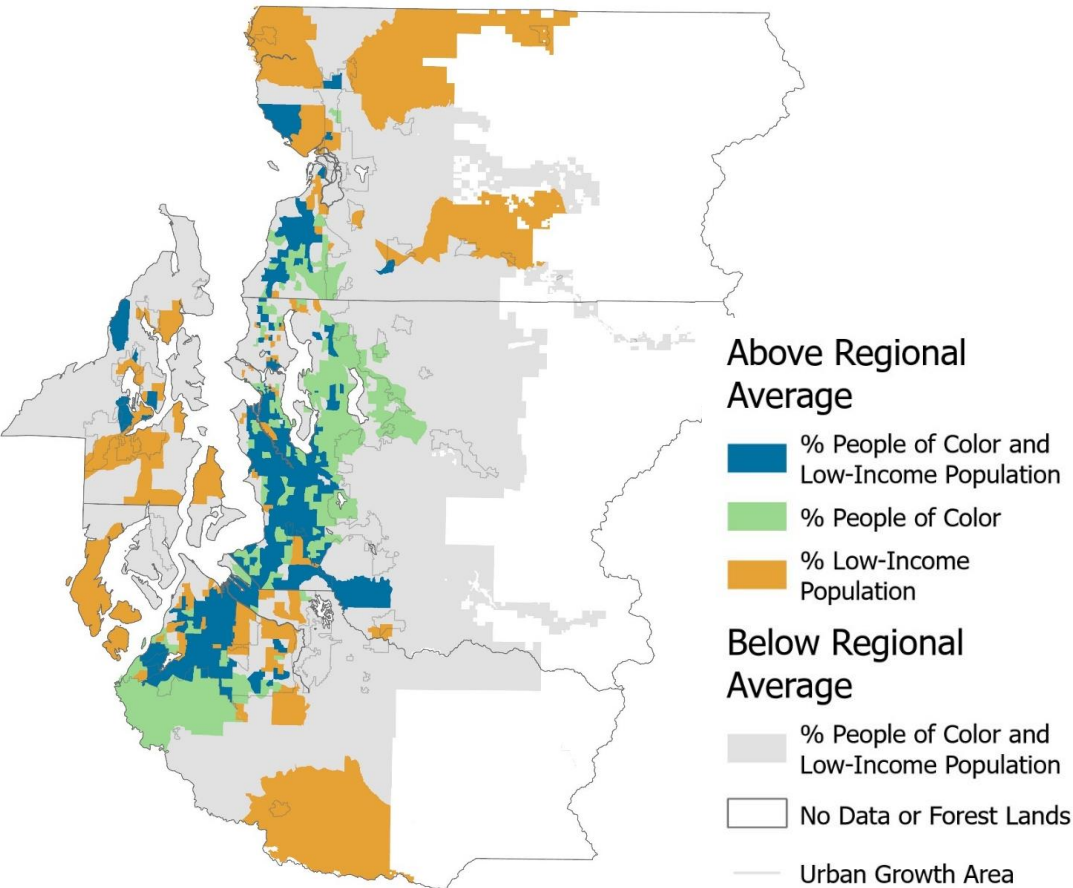 Above Regional
Average
% People of Color and
Low-Income Population
% People of Color
% Low-Income
Population
Below Regional
Average
% People of Color and
Low-Income Population
No Data or Forest Lands
Urban Growth Area